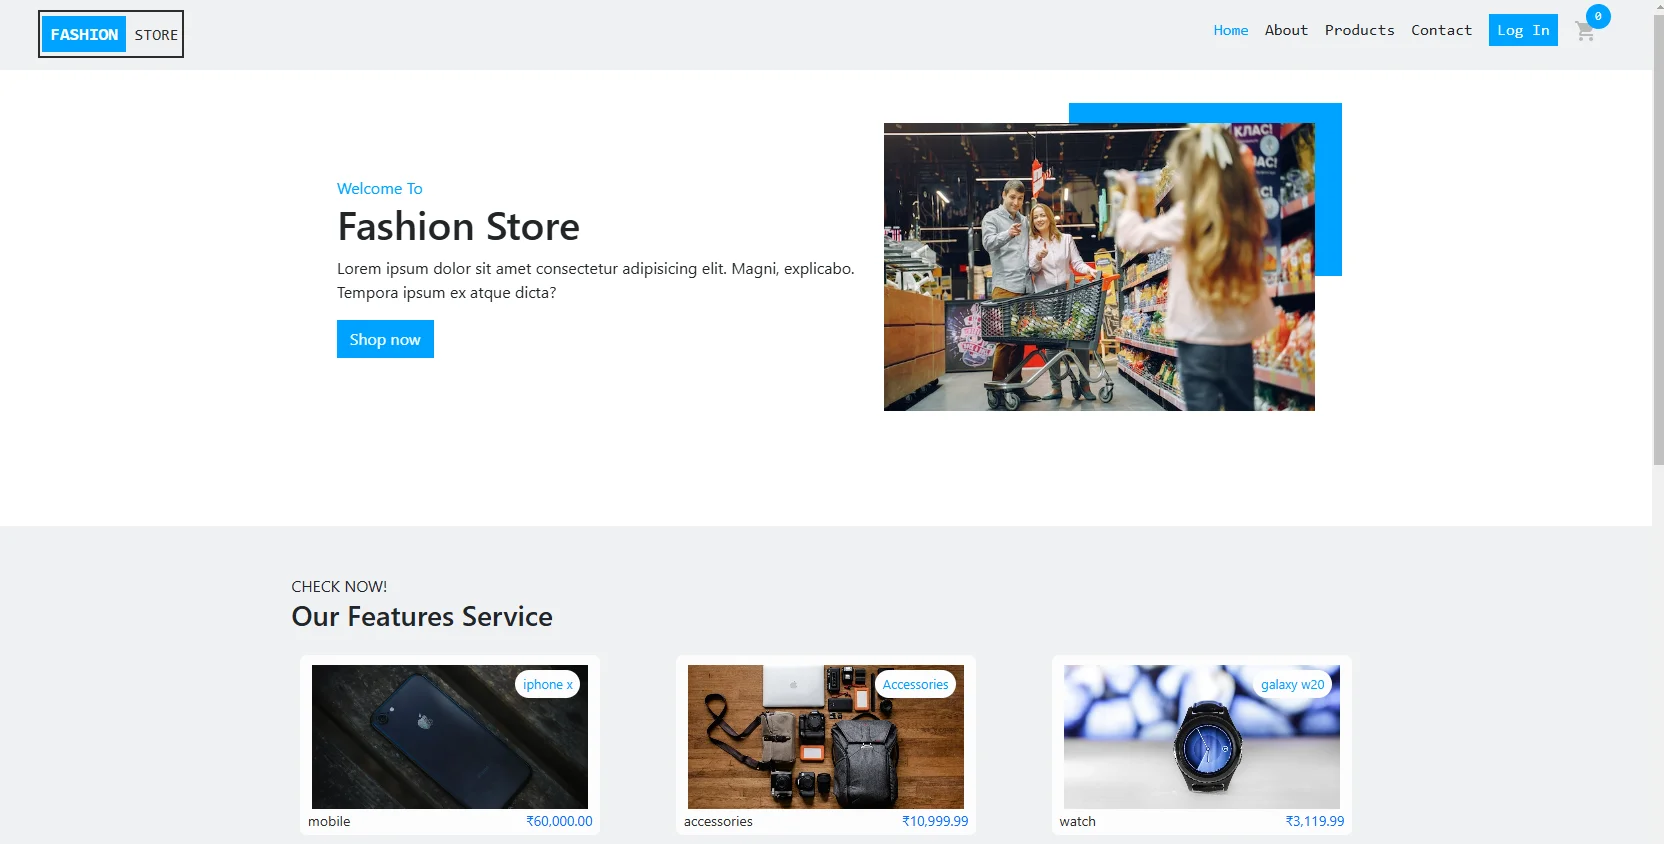 FASHION STORE
Home About Products Contact Log In 0
КЛАС!
Welcome To
Fashion Store
Lorem ipsum dolor sit amet consectetur adipisicing elit. Magni, explicabo.
Tempora ipsum ex atque dicta?
Shop now
CHECK NOW!
Our Features Service
iphone x
mobile ₹60,000.00
Accessories
accessories ₹10,999.99
galaxy w20
watch ₹3,119.99